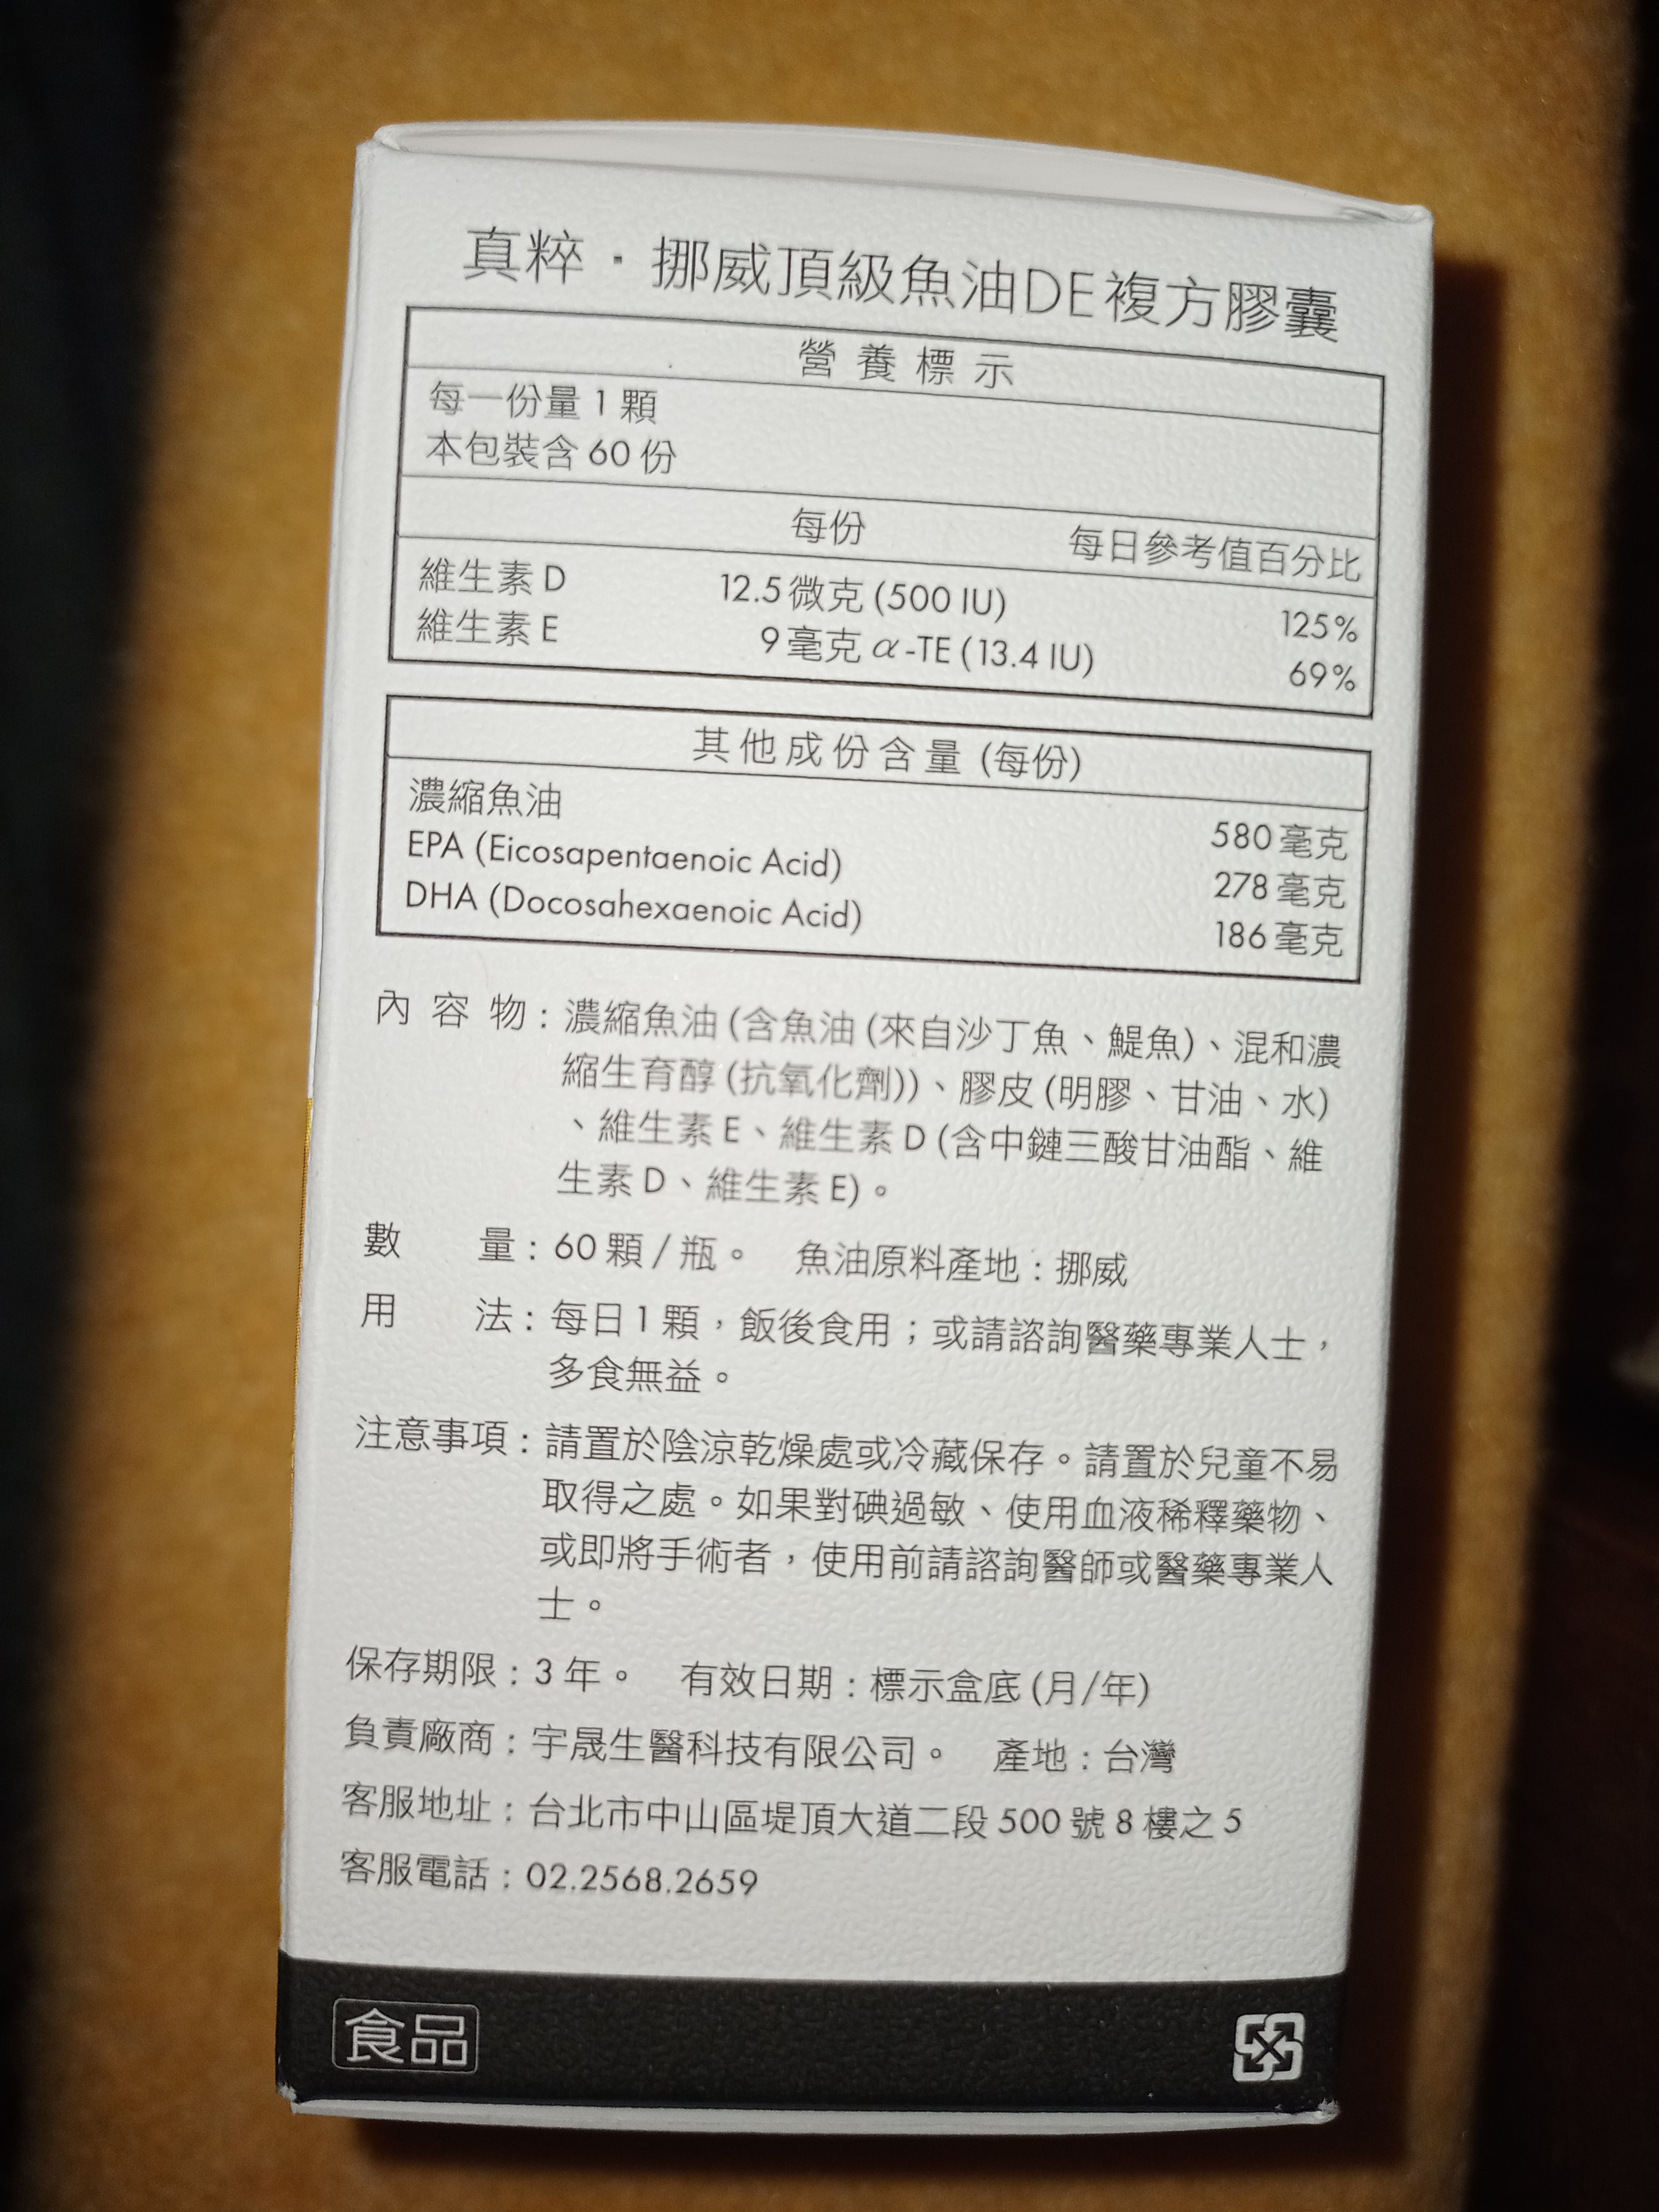 真粹・挪威頂級魚油DE複方膠囊
營養標示
每一份量 1 顆
本包裝含 60 份
每份 每日參考值百分比
維生素 D 12.5 微克 (500 IU) 125%
維生素 E 9 毫克 α-TE (13.4 IU) 69%
其他成份含量 (每份)
濃縮魚油 580 毫克
EPA (Eicosapentaenoic Acid) 278 毫克
DHA (Docosahexaenoic Acid) 186 毫克
內容物：濃縮魚油 (含魚油 (來自沙丁魚、鯷魚)、混和濃
縮生育醇 (抗氧化劑))、膠皮 (明膠、甘油、水)
、維生素 E、維生素 D (含中鏈三酸甘油酯、維
生素 D、維生素 E)。
數量：60 顆 / 瓶。 魚油原料產地：挪威
用法：每日 1 顆，飯後食用；或請諮詢醫藥專業人士，
多食無益。
注意事項：請置於陰涼乾燥處或冷藏保存。請置於兒童不易
取得之處。如果對碘過敏、使用血液稀釋藥物、
或即將手術者，使用前請諮詢醫師或醫藥專業人
士。
保存期限：3 年。 有效日期：標示盒底 (月/年)
負責廠商：宇晟生醫科技有限公司。 產地：台灣
客服地址：台北市中山區堤頂大道二段 500 號 8 樓之 5
客服電話：02.2568.2659
食品